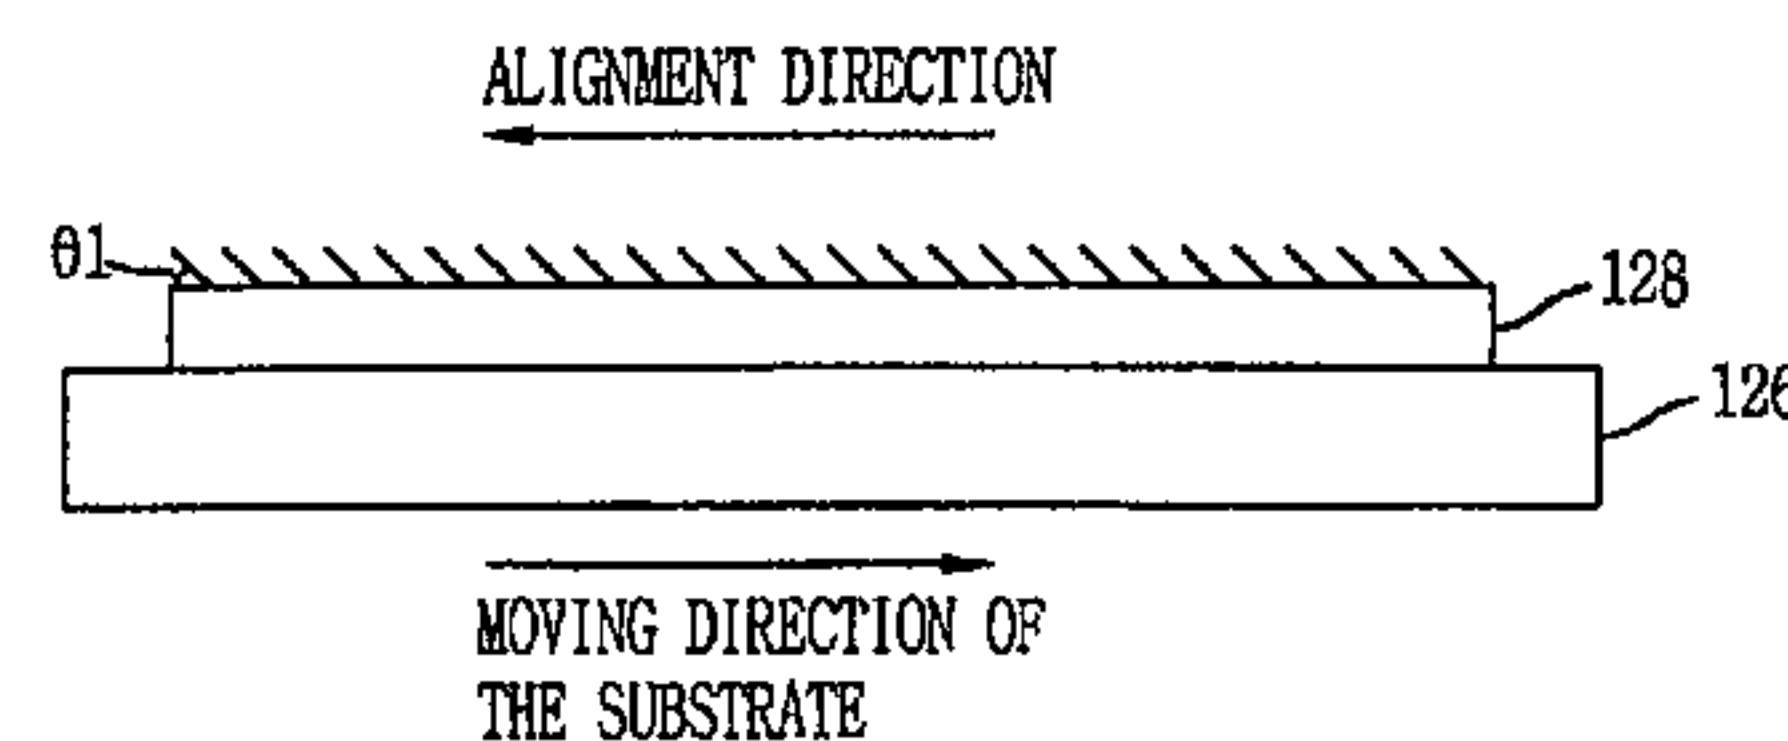 ALIGNMENT DIRECTION
θ1
128
126
MOVING DIRECTION OF
THE SUBSTRATE